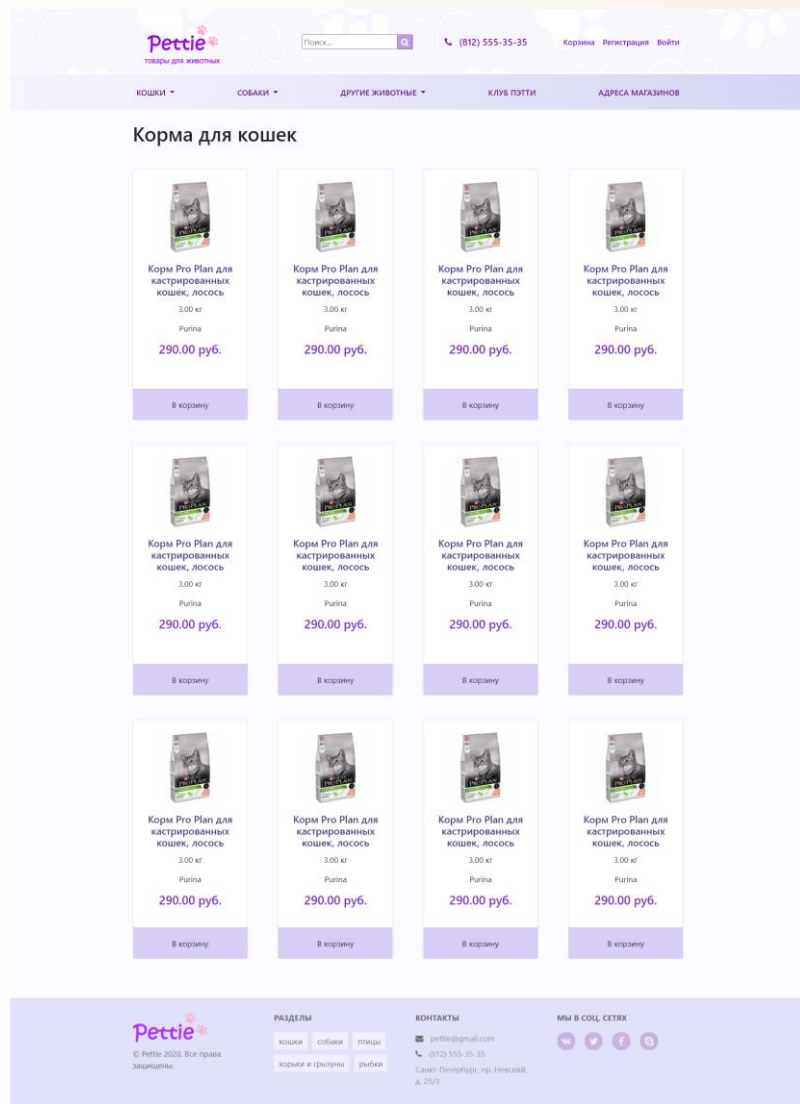 Pettie
товары для животных
Поиск...
(812) 555-35-35
Корзина Регистрация Войти
КОШКИ СОБАКИ ДРУГИЕ ЖИВОТНЫЕ КЛУБ ПЭТТИ АДРЕСА МАГАЗИНОВ
Корма для кошек
PROPLAN PROPLAN PROPLAN PROPLAN
Корм Pro Plan для Корм Pro Plan для Корм Pro Plan для Корм Pro Plan для
кастрированных кастрированных кастрированных кастрированных
кошек, лосось кошек, лосось кошек, лосось кошек, лосось
3.00 кг 3.00 кг 3.00 кг 3.00 кг
Purina Purina Purina Purina
290.00 руб. 290.00 руб. 290.00 руб. 290.00 руб.
В корзину В корзину В корзину В корзину
PROPLAN PROPLAN PROPLAN PROPLAN
Корм Pro Plan для Корм Pro Plan для Корм Pro Plan для Корм Pro Plan для
кастрированных кастрированных кастрированных кастрированных
кошек, лосось кошек, лосось кошек, лосось кошек, лосось
3.00 кг 3.00 кг 3.00 кг 3.00 кг
Purina Purina Purina Purina
290.00 руб. 290.00 руб. 290.00 руб. 290.00 руб.
В корзину В корзину В корзину В корзину
PROPLAN PROPLAN PROPLAN PROPLAN
Корм Pro Plan для Корм Pro Plan для Корм Pro Plan для Корм Pro Plan для
кастрированных кастрированных кастрированных кастрированных
кошек, лосось кошек, лосось кошек, лосось кошек, лосось
3.00 кг 3.00 кг 3.00 кг 3.00 кг
Purina Purina Purina Purina
290.00 руб. 290.00 руб. 290.00 руб. 290.00 руб.
В корзину В корзину В корзину В корзину
Pettie
© Pettie 2020. Все права
защищены.
РАЗДЕЛЫ
кошки собаки птицы
хорьки и грызуны рыбки
КОНТАКТЫ
pettie@gmail.com
(812) 555-35-35
Санкт-Петербург, пр. Невский,
д. 25/3
МЫ В СОЦ. СЕТЯХ